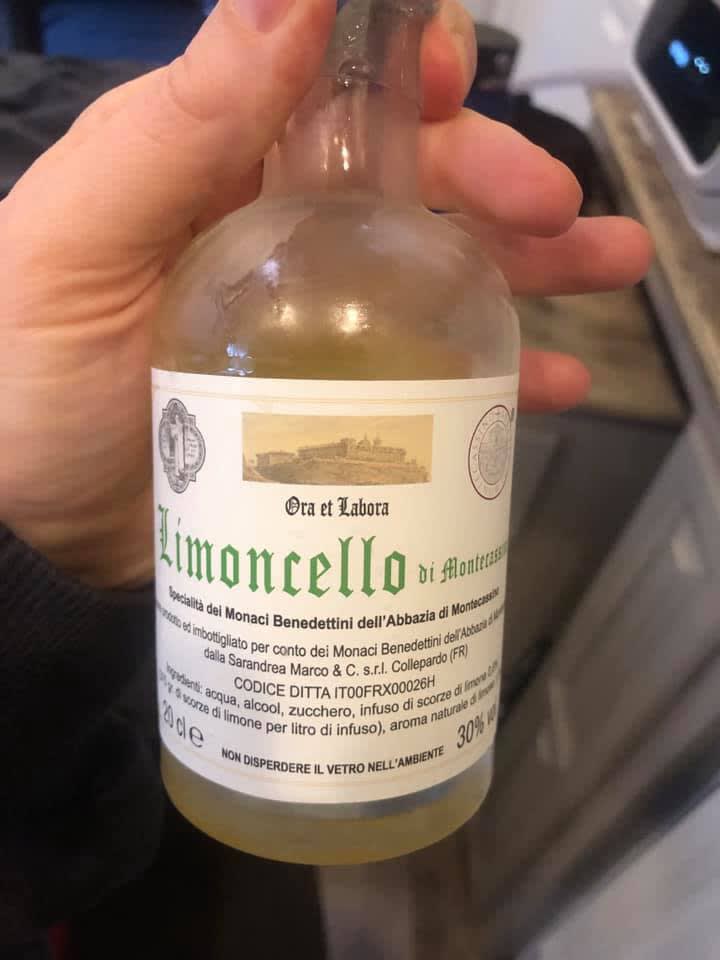 Ora et Labora
Limoncello di Montecassino
Specialità dei Monaci Benedettini dell'Abbazia di Montecassino
prodotto ed imbottigliato per conto dei Monaci Benedettini dell'Abbazia di
dalla Sarandrea Marco & C. s.r.l. Collepardo (FR)
CODICE DITTA IT00FRX00026H
Ingredienti: acqua, alcool, zucchero, infuso di scorze di limone
gr. di scorze di limone per litro di infuso), aroma naturale di limone
20 cl e
30% vol
NON DISPERDERE IL VETRO NELL'AMBIENTE